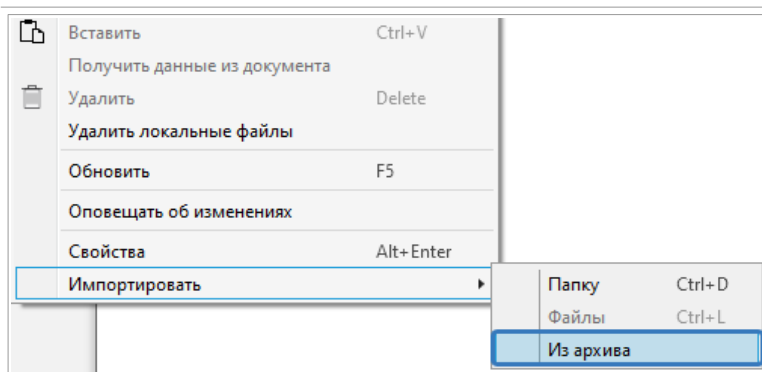 Вставить Ctrl+V
Получить данные из документа
Удалить Delete
Удалить локальные файлы
Обновить F5
Оповещать об изменениях
Свойства Alt+Enter
Импортировать
Папку Ctrl+D
Файлы Ctrl+L
Из архива